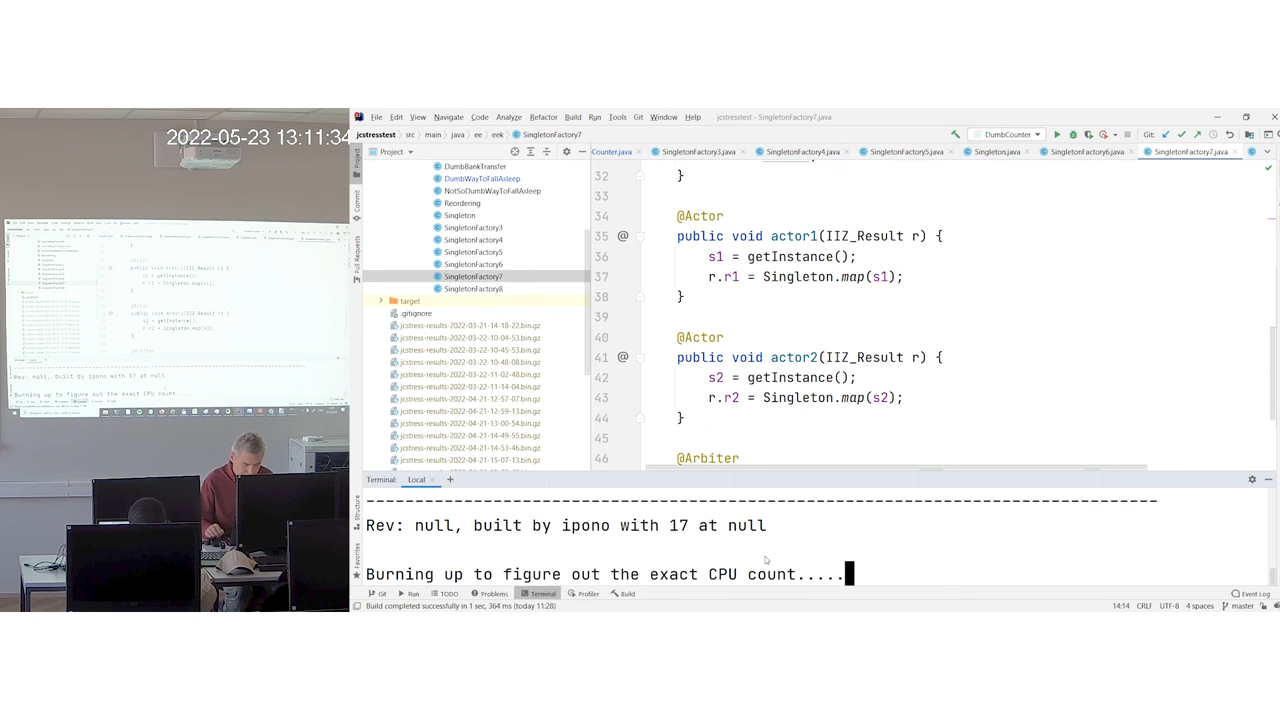 2022-05-23 13:11:34
File Edit View Navigate Code Analyze Refactor Build Run Tools Git Window Help jcstresstest - SingletonFactory7.java
jcstresstest src main java ee eek SingletonFactory7
DumbCounter
Git:
Project
Counter.java SingletonFactory3.java SingletonFactory4.java SingletonFactory5.java Singleton.java SingletonFactory6.java SingletonFactory7.java
Project
Commit
Pull Requests
Structure
Favorites
DumbBankTransfer
DumbWayToFallAsleep
NotSoDumbWayToFallAsleep
Reordering
Singleton
SingletonFactory3
SingletonFactory4
SingletonFactory5
SingletonFactory6
SingletonFactory7
SingletonFactory8
target
.gitignore
jcstress-results-2022-03-21-14-18-22.bin.gz
jcstress-results-2022-03-22-10-04-53.bin.gz
jcstress-results-2022-03-22-10-45-53.bin.gz
jcstress-results-2022-03-22-10-48-08.bin.gz
jcstress-results-2022-03-22-11-02-48.bin.gz
jcstress-results-2022-03-22-11-14-04.bin.gz
jcstress-results-2022-04-21-12-57-07.bin.gz
jcstress-results-2022-04-21-12-59-13.bin.gz
jcstress-results-2022-04-21-13-00-54.bin.gz
jcstress-results-2022-04-21-14-49-55.bin.gz
jcstress-results-2022-04-21-14-53-46.bin.gz
jcstress-results-2022-04-21-15-07-13.bin.gz
32 }
33
34 @Actor
35 @ public void actor1(IIZ_Result r) {
36 s1 = getInstance();
37 r.r1 = Singleton.map(s1);
38 }
39
40 @Actor
41 @ public void actor2(IIZ_Result r) {
42 s2 = getInstance();
43 r.r2 = Singleton.map(s2);
44 }
45
46 @Arbiter
Terminal: Local +
--------------------------------------------------------------------------------
Rev: null, built by ipono with 17 at null
Burning up to figure out the exact CPU count.....
Git Run TODO Problems Terminal Profiler Build Event Log
Build completed successfully in 1 sec, 364 ms (today 11:28) 14:14 CRLF UTF-8 4 spaces master